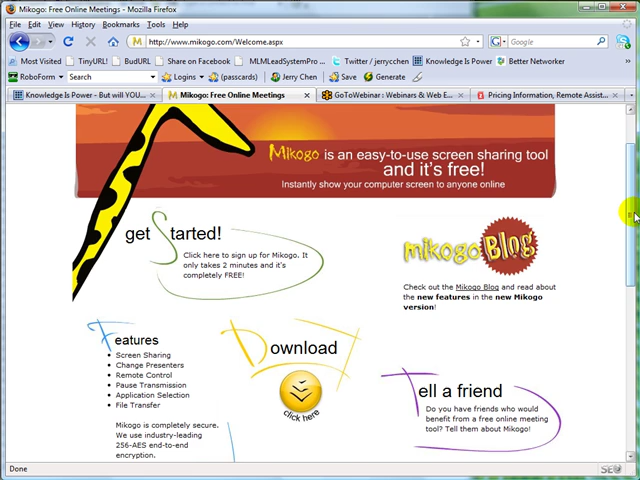 Mikogo: Free Online Meetings - Mozilla Firefox
File Edit View History Bookmarks Tools Help
http://www.mikogo.com/Welcome.aspx
Google
Most Visited TinyURL! BudURL Share on Facebook MLMLeadSystemPro ... Twitter / jerrychen Knowledge Is Power Better Networker
RoboForm Search Logins (passcards) Jerry Chen Save Generate
Knowledge Is Power - But will YOU... Mikogo: Free Online Meetings GoToWebinar : Webinars & Web E... Pricing Information, Remote Assist...
Mikogo is an easy-to-use screen sharing tool
and it's free!
Instantly show your computer screen to anyone online
get Started!
Click here to sign up for Mikogo. It
only takes 2 minutes and it's
completely FREE!
mikogo Blog
Check out the Mikogo Blog and read about
the new features in the new Mikogo
version!
Features
Screen Sharing
Change Presenters
Remote Control
Pause Transmission
Application Selection
File Transfer
Mikogo is completely secure.
We use industry-leading
256-AES end-to-end
encryption.
Download
click here
Tell a friend
Do you have friends who would
benefit from a free online meeting
tool? Tell them about Mikogo!
Done